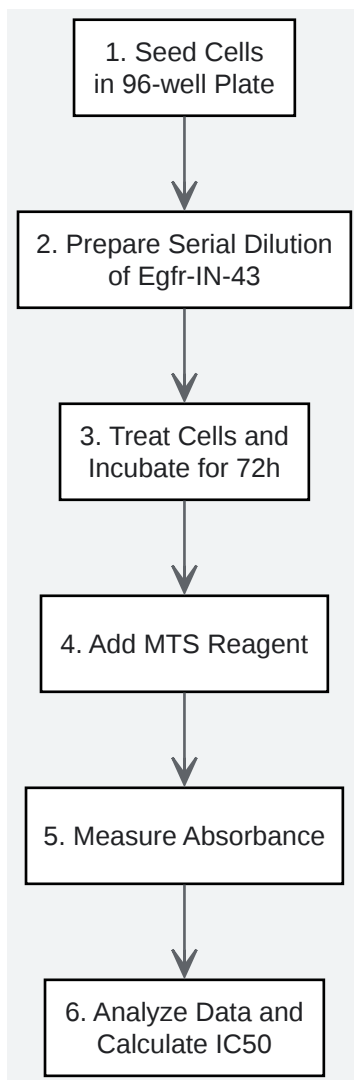 1. Seed Cells
in 96-well Plate
2. Prepare Serial Dilution
of Egfr-IN-43
3. Treat Cells and
Incubate for 72h
4. Add MTS Reagent
5. Measure Absorbance
6. Analyze Data and
Calculate IC50